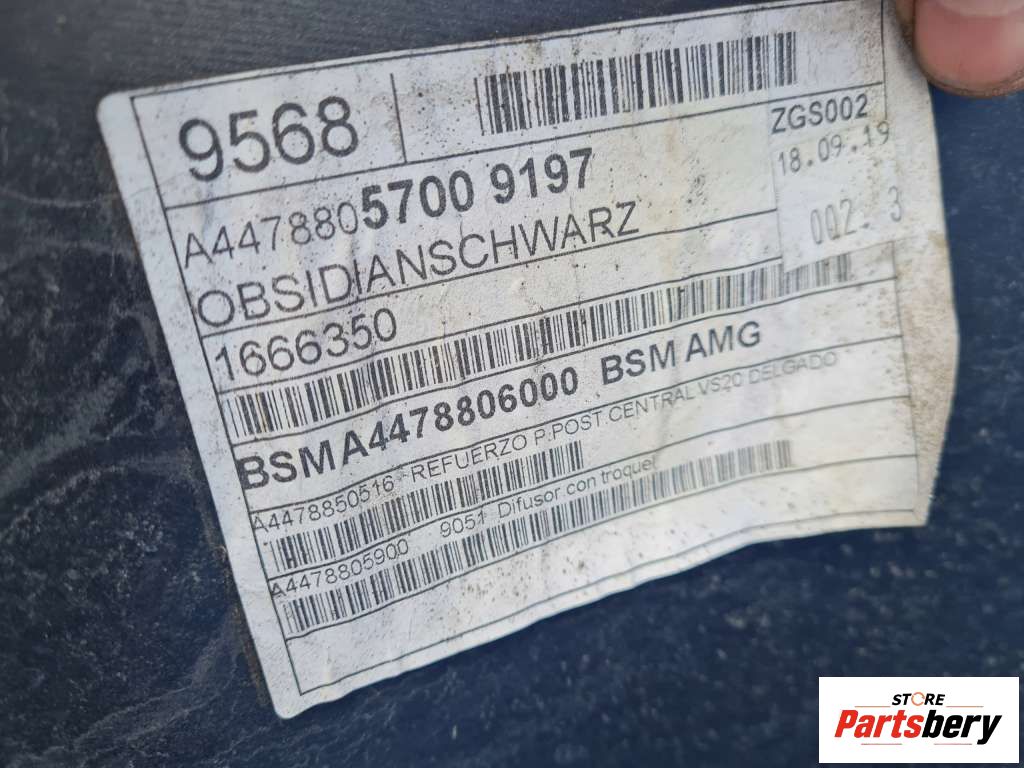 9568
ZGS002
A4478805700 9197
18.09.19
OBSIDIANSCHWARZ
002. 3
1666350
BSMA4478806000 BSM AMG
A4478850516 -REFUERZO P.POST.CENTRAL VS20 DELGADO
A4478805900 9051 Difusor con troquel
STORE
Partsbery